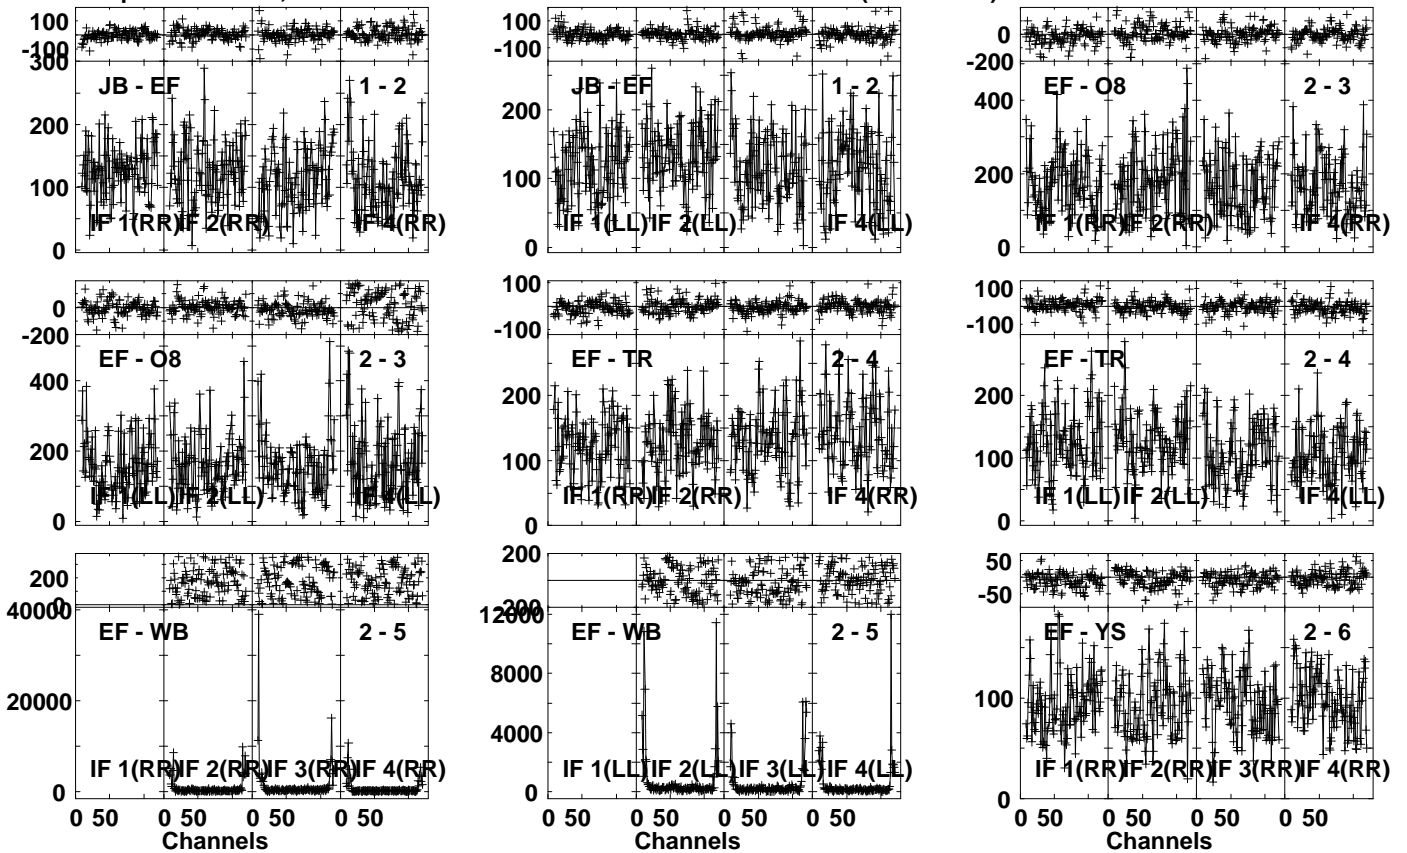 100
-100
300
JB - EF 1 - 2
200
100
IF 1(RR) IF 2(RR) IF 4(RR)
0
100
-100
JB - EF 1 - 2
200
100
IF 1(LL) IF 2(LL) IF 4(LL)
0
0
-200
EF - O8 2 - 3
400
200
IF 1(RR) IF 2(RR) IF 4(RR)
0
0
-200
EF - O8 2 - 3
400
200
IF 1(LL) IF 2(LL) IF 4(LL)
0
100
-100
EF - TR 2 - 4
200
100
IF 1(RR) IF 2(RR) IF 4(RR)
0
100
-100
EF - TR 2 - 4
200
100
IF 1(LL) IF 2(LL) IF 4(LL)
0
200
0
40000
EF - WB 2 - 5
20000
IF 1(RR) IF 2(RR) IF 3(RR) IF 4(RR)
0
0 50 0 50 0 50 0 50
Channels
200
200
12000
EF - WB 2 - 5
8000
4000
IF 1(LL) IF 2(LL) IF 3(LL) IF 4(LL)
0
0 50 0 50 0 50 0 50
Channels
50
-50
EF - YS 2 - 6
100
IF 1(RR) IF 2(RR) IF 3(RR) IF 4(RR)
0
0 50 0 50 0 50 0 50
Channels